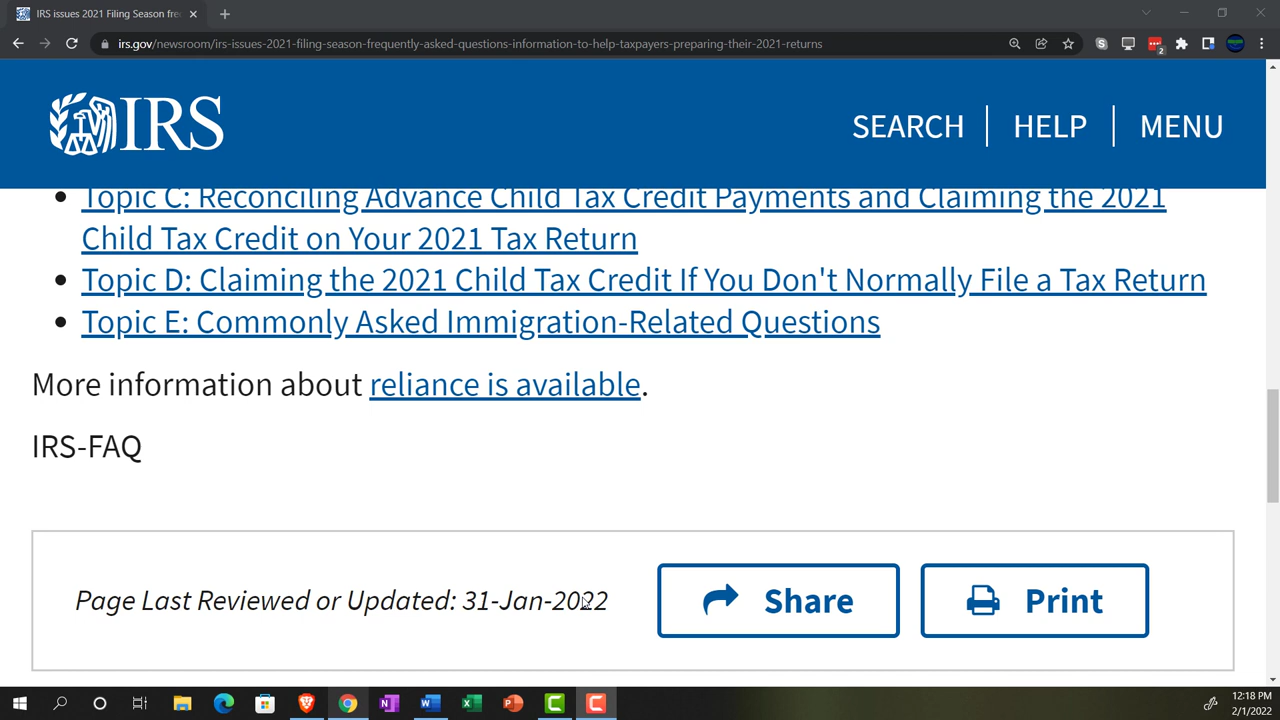 IRS issues 2021 Filing Season fre
irs.gov/newsroom/irs-issues-2021-filing-season-frequently-asked-questions-information-to-help-taxpayers-preparing-their-2021-returns
2
IRS
SEARCH
HELP
MENU
Topic C: Reconciling Advance Child Tax Credit Payments and Claiming the 2021
Child Tax Credit on Your 2021 Tax Return
Topic D: Claiming the 2021 Child Tax Credit If You Don't Normally File a Tax Return
Topic E: Commonly Asked Immigration-Related Questions
More information about reliance is available.
IRS-FAQ
Page Last Reviewed or Updated: 31-Jan-2022
Share
Print
12:18 PM
2/1/2022